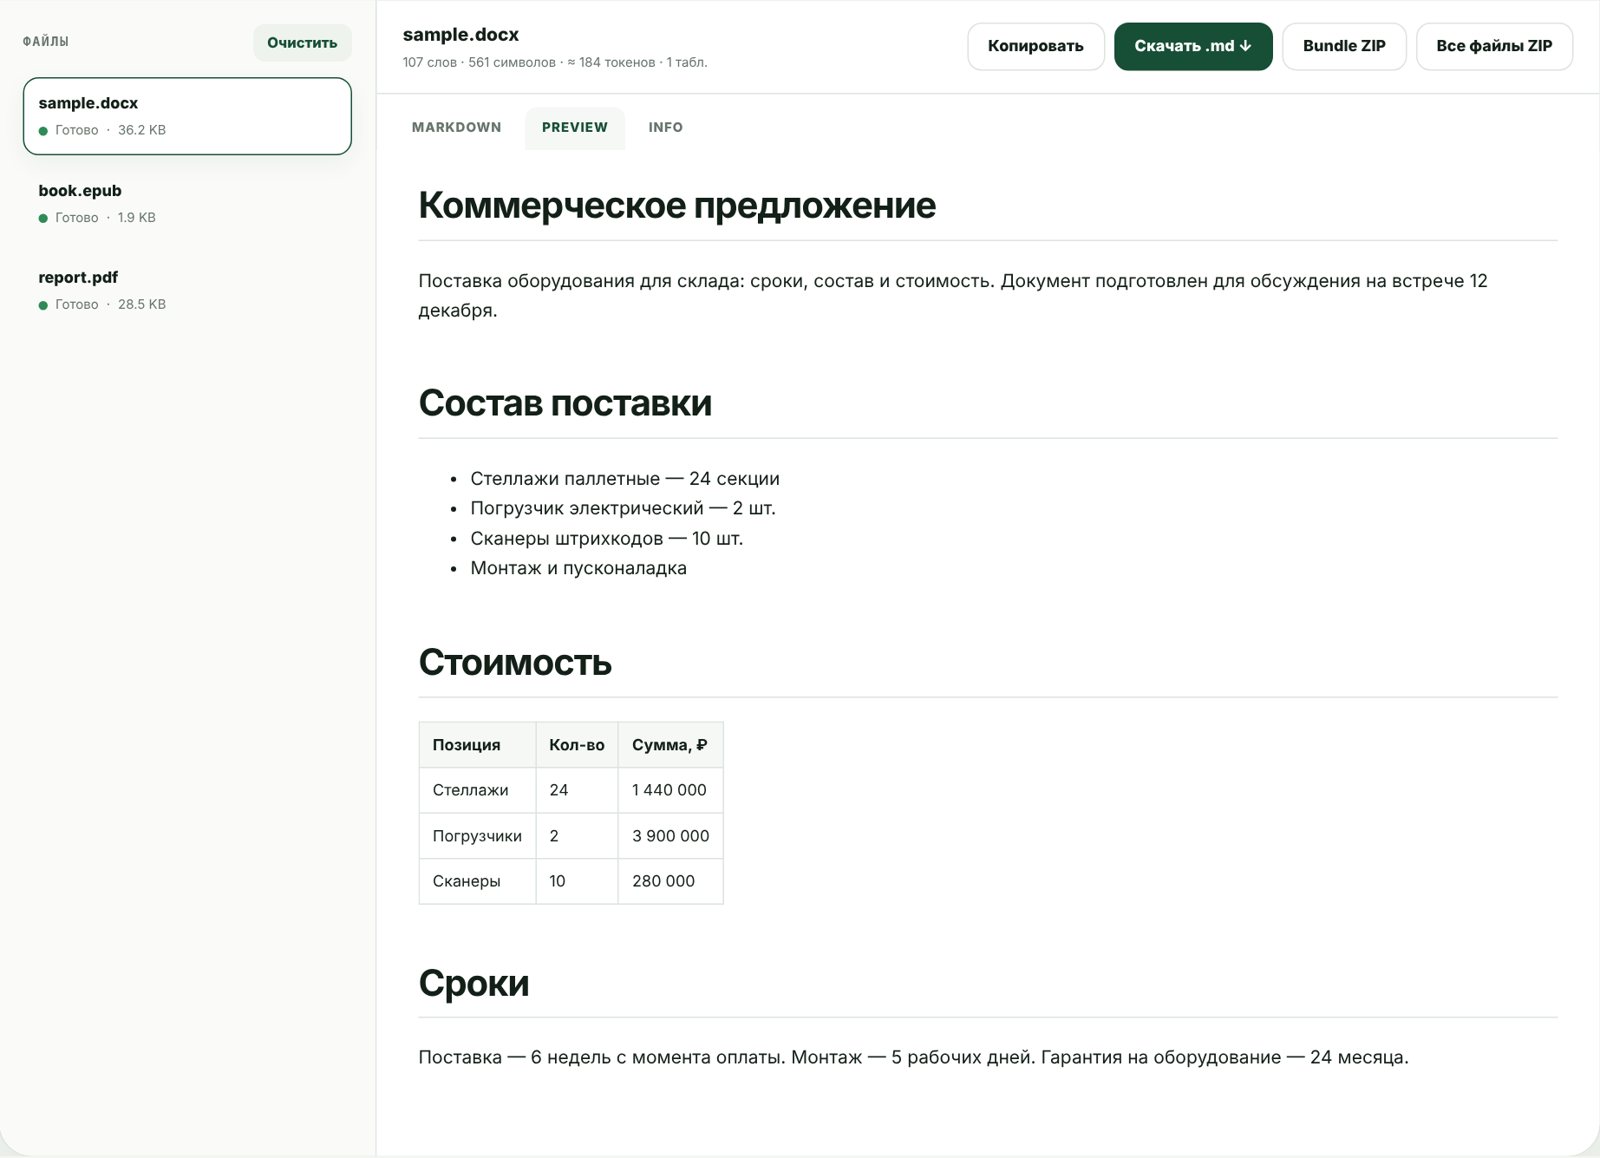 ФАЙЛЫ
Очистить
sample.docx
Готово · 36.2 KB
book.epub
Готово · 1.9 KB
report.pdf
Готово · 28.5 KB
sample.docx
107 слов · 561 символов · ≈ 184 токенов · 1 табл.
Копировать
Скачать .md ↓
Bundle ZIP
Все файлы ZIP
MARKDOWN
PREVIEW
INFO
Коммерческое предложение
Поставка оборудования для склада: сроки, состав и стоимость. Документ подготовлен для обсуждения на встрече 12
декабря.
Состав поставки
• Стеллажи паллетные — 24 секции
• Погрузчик электрический — 2 шт.
• Сканеры штрихкодов — 10 шт.
• Монтаж и пусконаладка
Стоимость
Позиция Кол-во Сумма, ₽
Стеллажи 24 1 440 000
Погрузчики 2 3 900 000
Сканеры 10 280 000
Сроки
Поставка — 6 недель с момента оплаты. Монтаж — 5 рабочих дней. Гарантия на оборудование — 24 месяца.